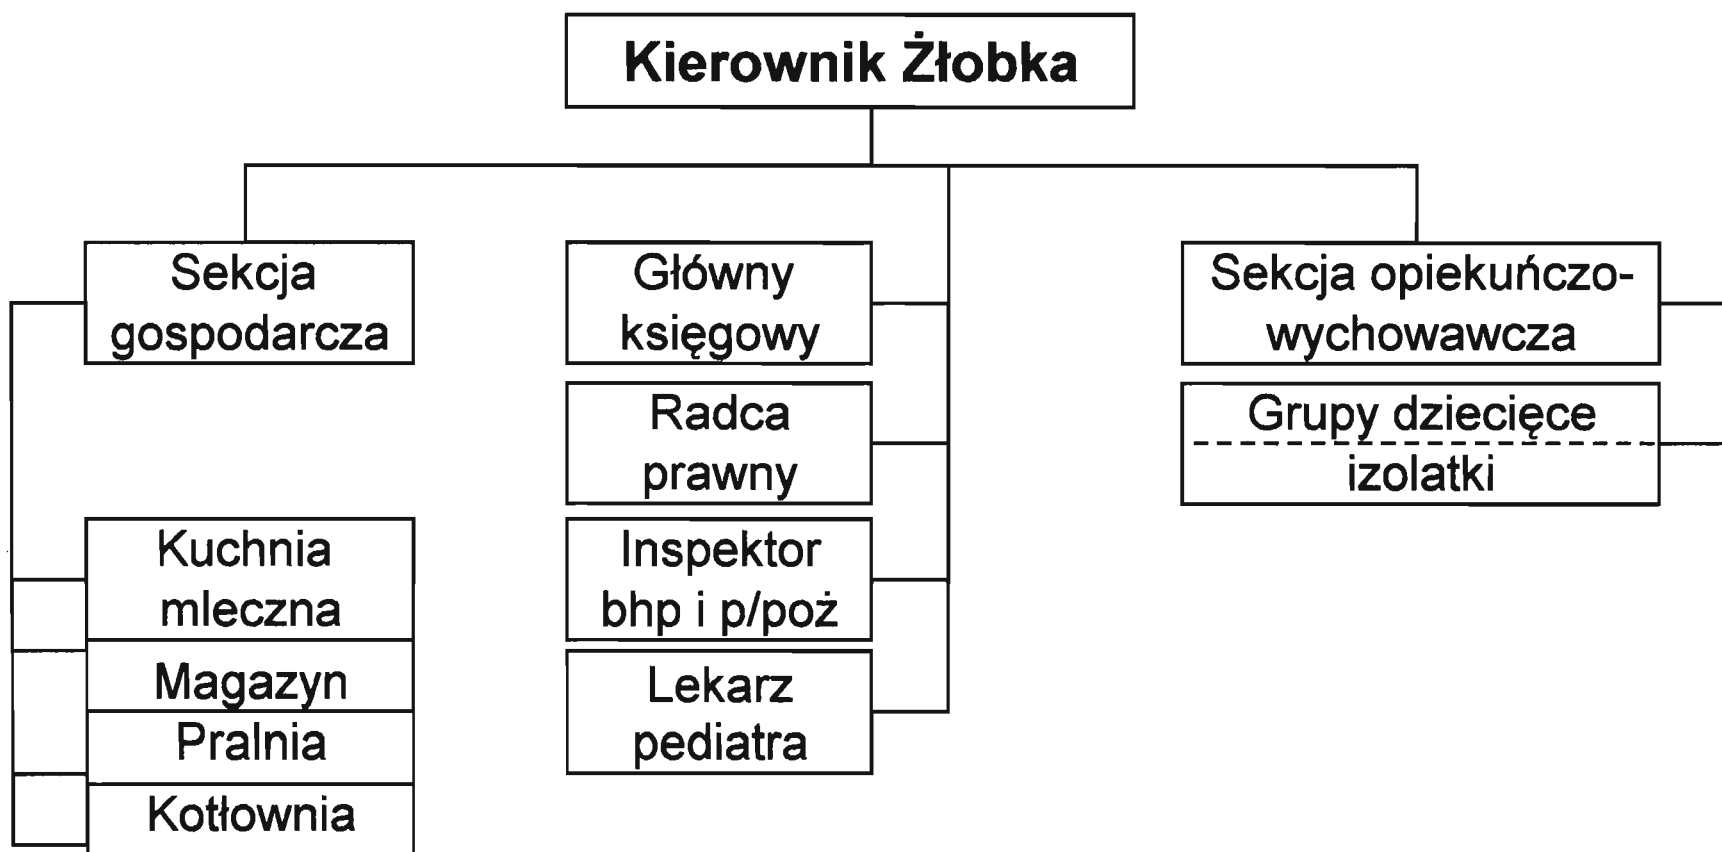 Kierownik Żłobka
Sekcja
gospodarcza
Kuchnia
mleczna
Magazyn
Pralnia
Kotłownia
Główny
księgowy
Radca
prawny
Inspektor
bhp i p/poż
Lekarz
pediatra
Sekcja opiekuńczo-
wychowawcza
Grupy dziecięce
izolatki